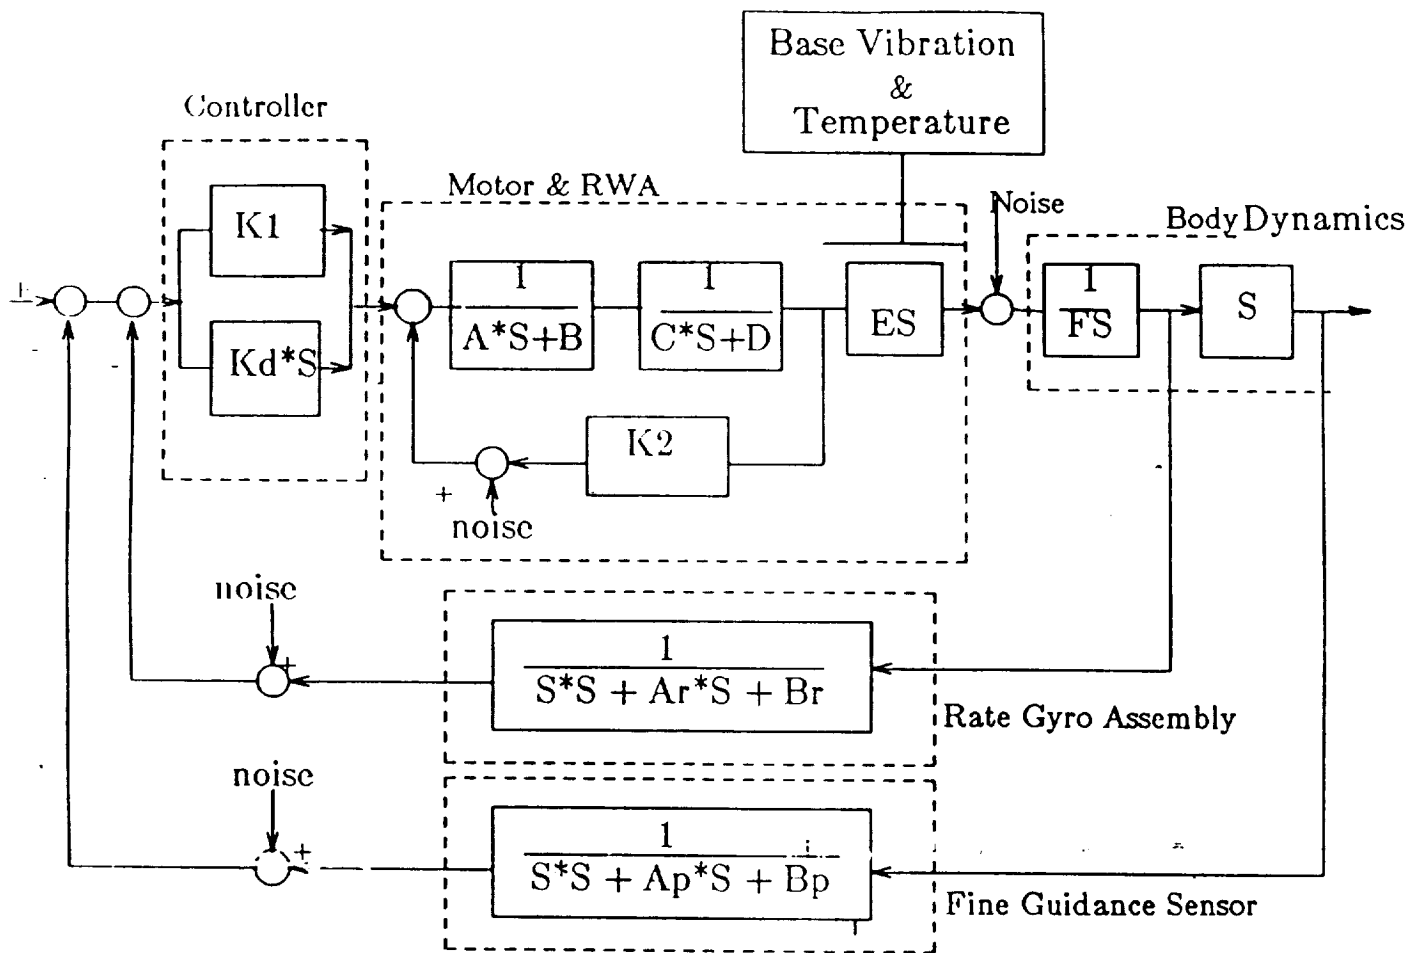 Base Vibration
&
Temperature
Controller
Motor & RWA
Noise
Body Dynamics
K1
Kd*S
1
A*S+B
1
C*S+D
ES
1
FS
S
K2
+
noise
+
-
-
noise
+
1
S*S + Ar*S + Br
Rate Gyro Assembly
noise
+
1
S*S + Ap*S + Bp
Fine Guidance Sensor